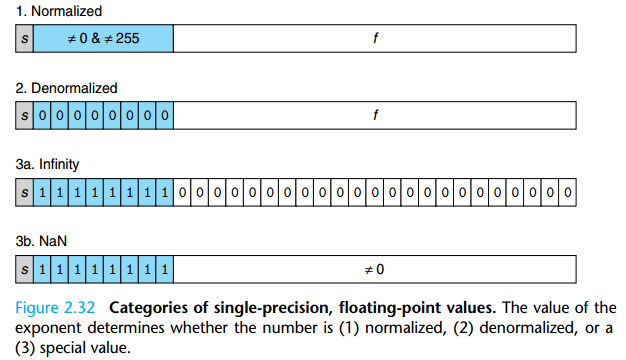 1. Normalized
s ≠ 0 & ≠ 255 f
2. Denormalized
s 0 0 0 0 0 0 0 0 f
3a. Infinity
s 1 1 1 1 1 1 1 1 0 0 0 0 0 0 0 0 0 0 0 0 0 0 0 0 0 0 0 0 0 0 0
3b. NaN
s 1 1 1 1 1 1 1 1 ≠ 0
Figure 2.32 Categories of single-precision, floating-point values. The value of the
exponent determines whether the number is (1) normalized, (2) denormalized, or a
(3) special value.